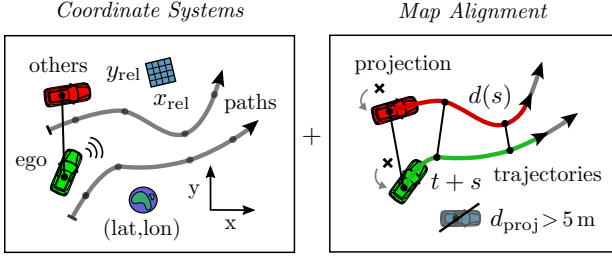 Coordinate Systems
others
y_rel
x_rel
paths
ego
y
x
(lat,lon)
+
Map Alignment
projection
d(s)
t + s
trajectories
d_proj > 5 m